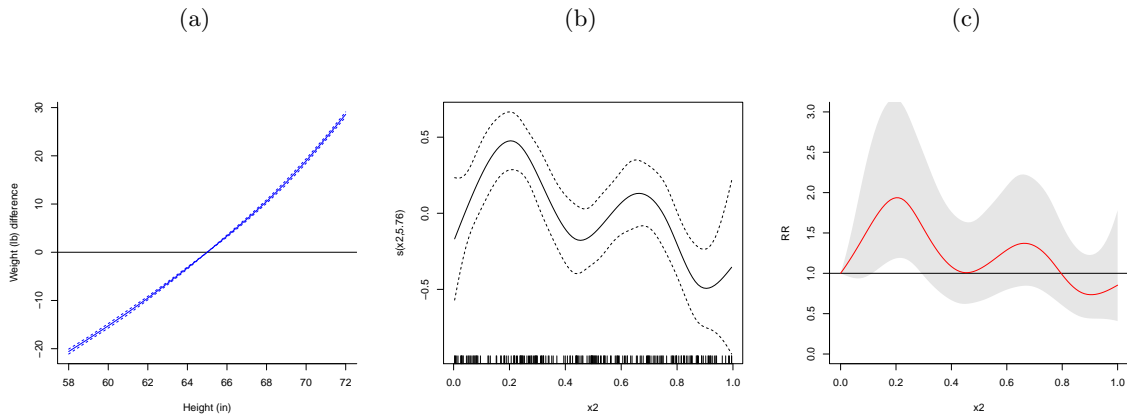 (a)
(b)
(c)
Weight (lb) difference
30
20
10
0
−10
−20
58 60 62 64 66 68 70 72
Height (in)
s(x2,5.76)
0.5
0.0
−0.5
0.0 0.2 0.4 0.6 0.8 1.0
x2
RR
3.0
2.5
2.0
1.5
1.0
0.5
0.0
0.0 0.2 0.4 0.6 0.8 1.0
x2